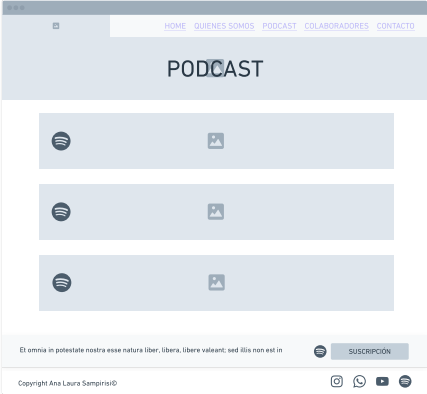 HOME QUIENES SOMOS PODCAST COLABORADORES CONTACTO
PODCAST
Et omnia in potestate nostra esse natura liber, libera, libere valeant; sed illis non est in
SUSCRIPCIÓN
Copyright Ana Laura Sampirisi©